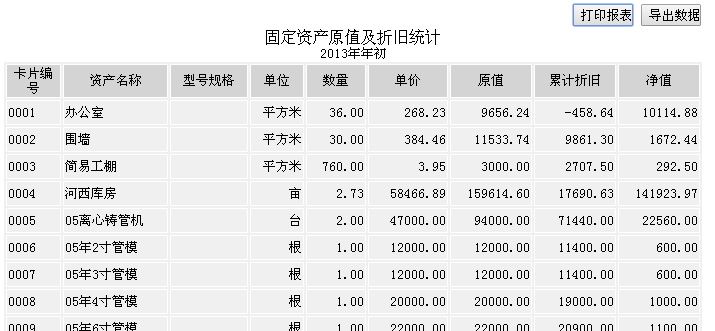 打印报表 导出数据
固定资产原值及折旧统计
2013年年初
卡片编号 资产名称 型号规格 单位 数量 单价 原值 累计折旧 净值
0001 办公室 平方米 36.00 268.23 9656.24 -458.64 10114.88
0002 围墙 平方米 30.00 384.46 11533.74 9861.30 1672.44
0003 简易工棚 平方米 760.00 3.95 3000.00 2707.50 292.50
0004 河西库房 亩 2.73 58466.89 159614.60 17690.63 141923.97
0005 05离心铸管机 台 2.00 47000.00 94000.00 71440.00 22560.00
0006 05年2寸管模 根 1.00 12000.00 12000.00 11400.00 600.00
0007 05年3寸管模 根 1.00 12000.00 12000.00 11400.00 600.00
0008 05年4寸管模 根 1.00 20000.00 20000.00 19000.00 1000.00
0009 05年6寸管模 根 1.00 22000.00 22000.00 20900.00 1100.00